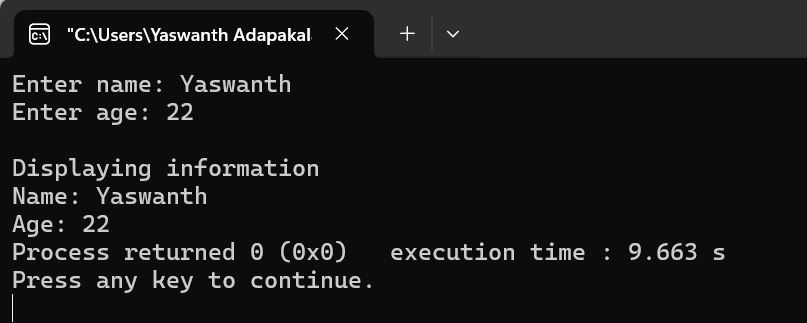 "C:\Users\Yaswanth Adapakal
Enter name: Yaswanth
Enter age: 22
Displaying information
Name: Yaswanth
Age: 22
Process returned 0 (0x0)   execution time : 9.663 s
Press any key to continue.